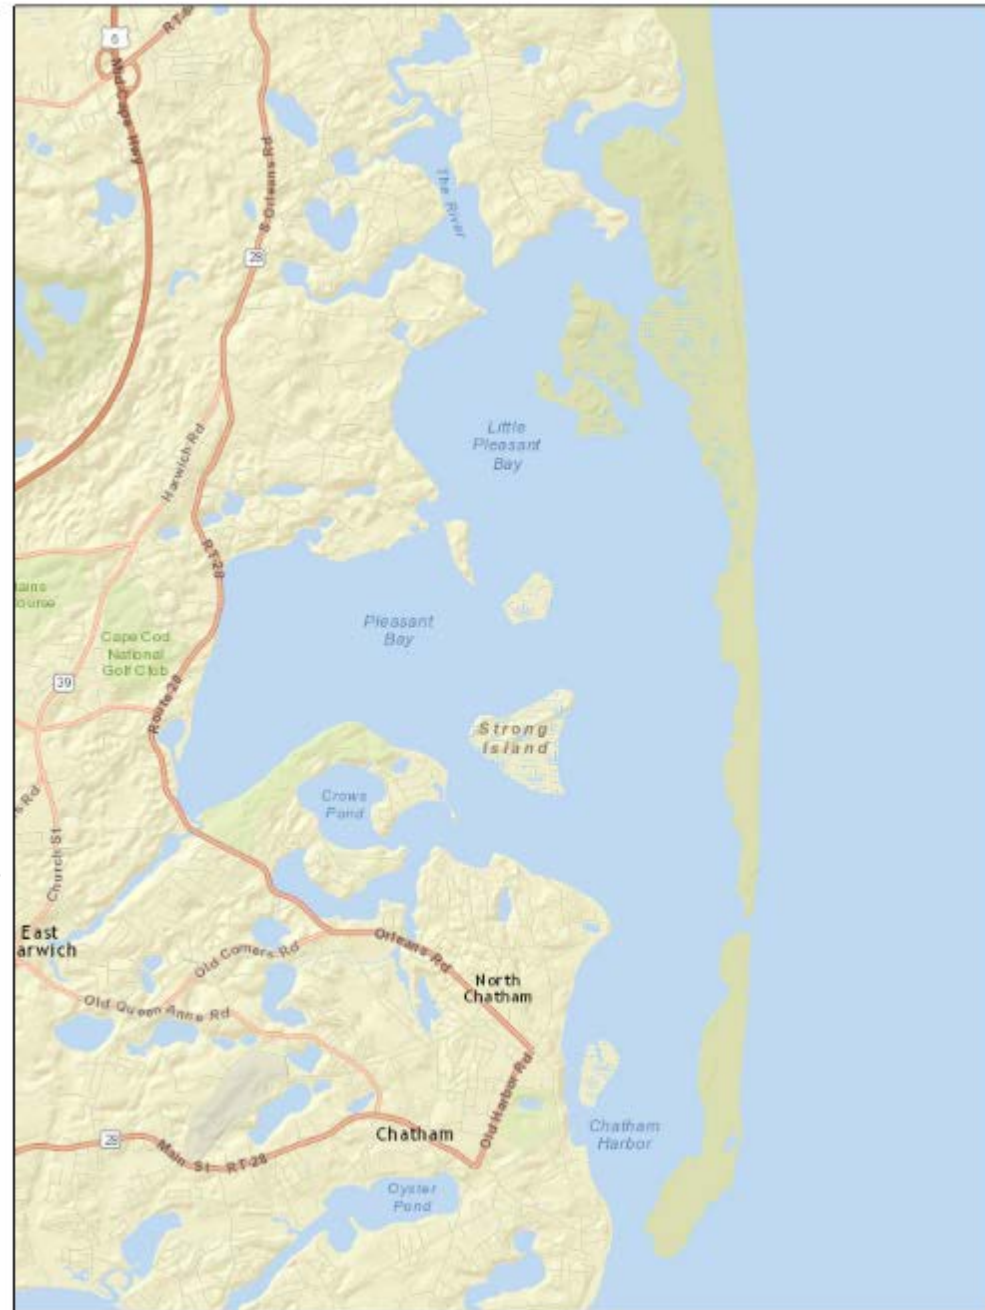 RT-6
6
Mid Cape Hwy
S Orleans Rd
The River
28
Little
Pleasant
Bay
Harwich Rd
RT-28
Pleasant
Bay
Cape Cod
National
Golf Club
39
Route 28
Strong
Island
Crows
Pond
s Rd
Church St
East
arwich
Old Comers Rd
Orleans Rd
North
Chatham
Old Queen Anne Rd
Old Harbor Rd
Chatham
Harbor
Chatham
28
Main St
RT-28
Oyster
Pond